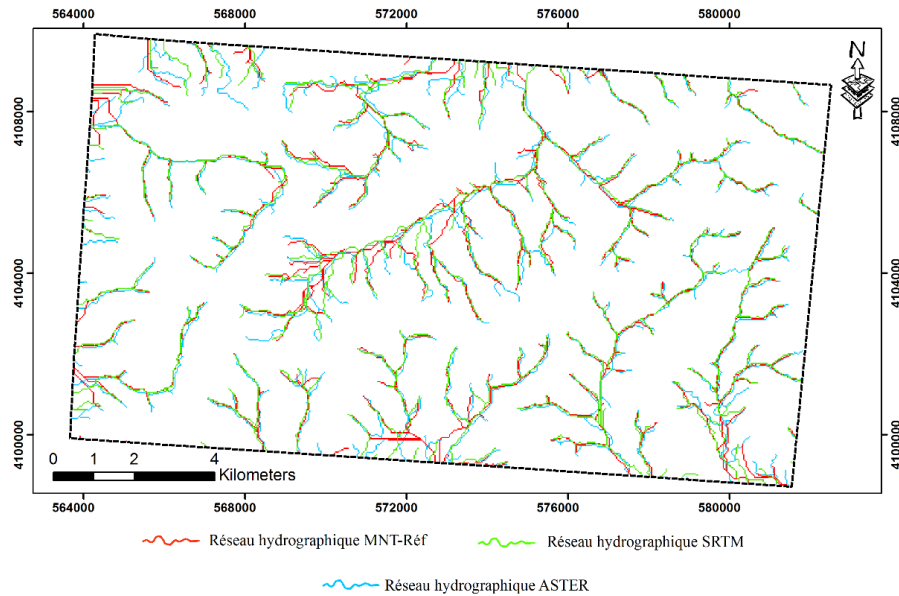 564000 568000 572000 576000 580000
N
4108000 4108000
4104000 4104000
4100000 4100000
0 1 2 4
Kilometers
564000 568000 572000 576000 580000
Réseau hydrographique MNT-Réf Réseau hydrographique SRTM
Réseau hydrographique ASTER